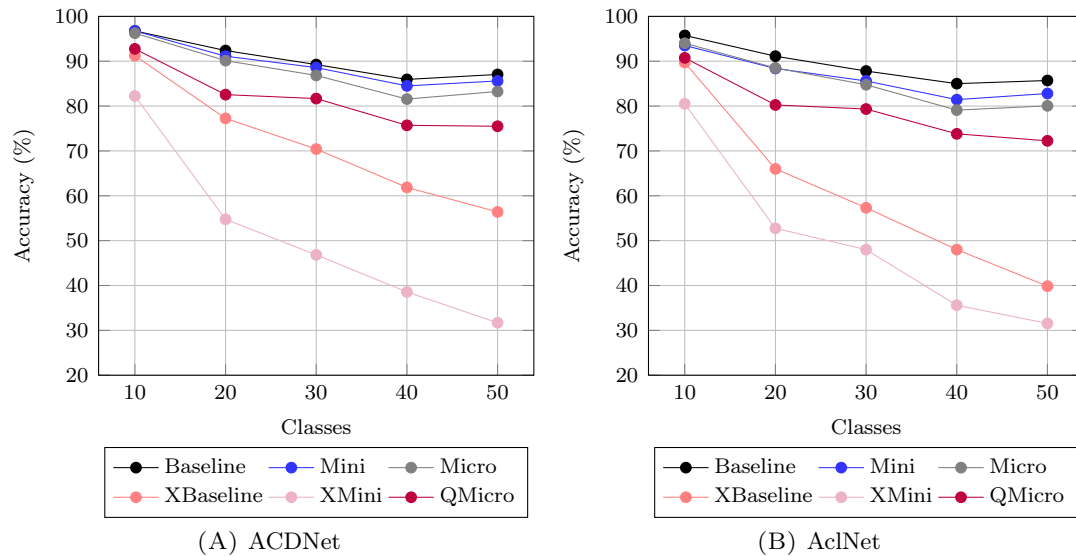 100
90
80
70
60
50
40
30
20
Accuracy (%)
10 20 30 40 50
Classes
Baseline Mini Micro
XBaseline XMini QMicro
(A) ACDNet
100
90
80
70
60
50
40
30
20
Accuracy (%)
10 20 30 40 50
Classes
Baseline Mini Micro
XBaseline XMini QMicro
(B) AclNet